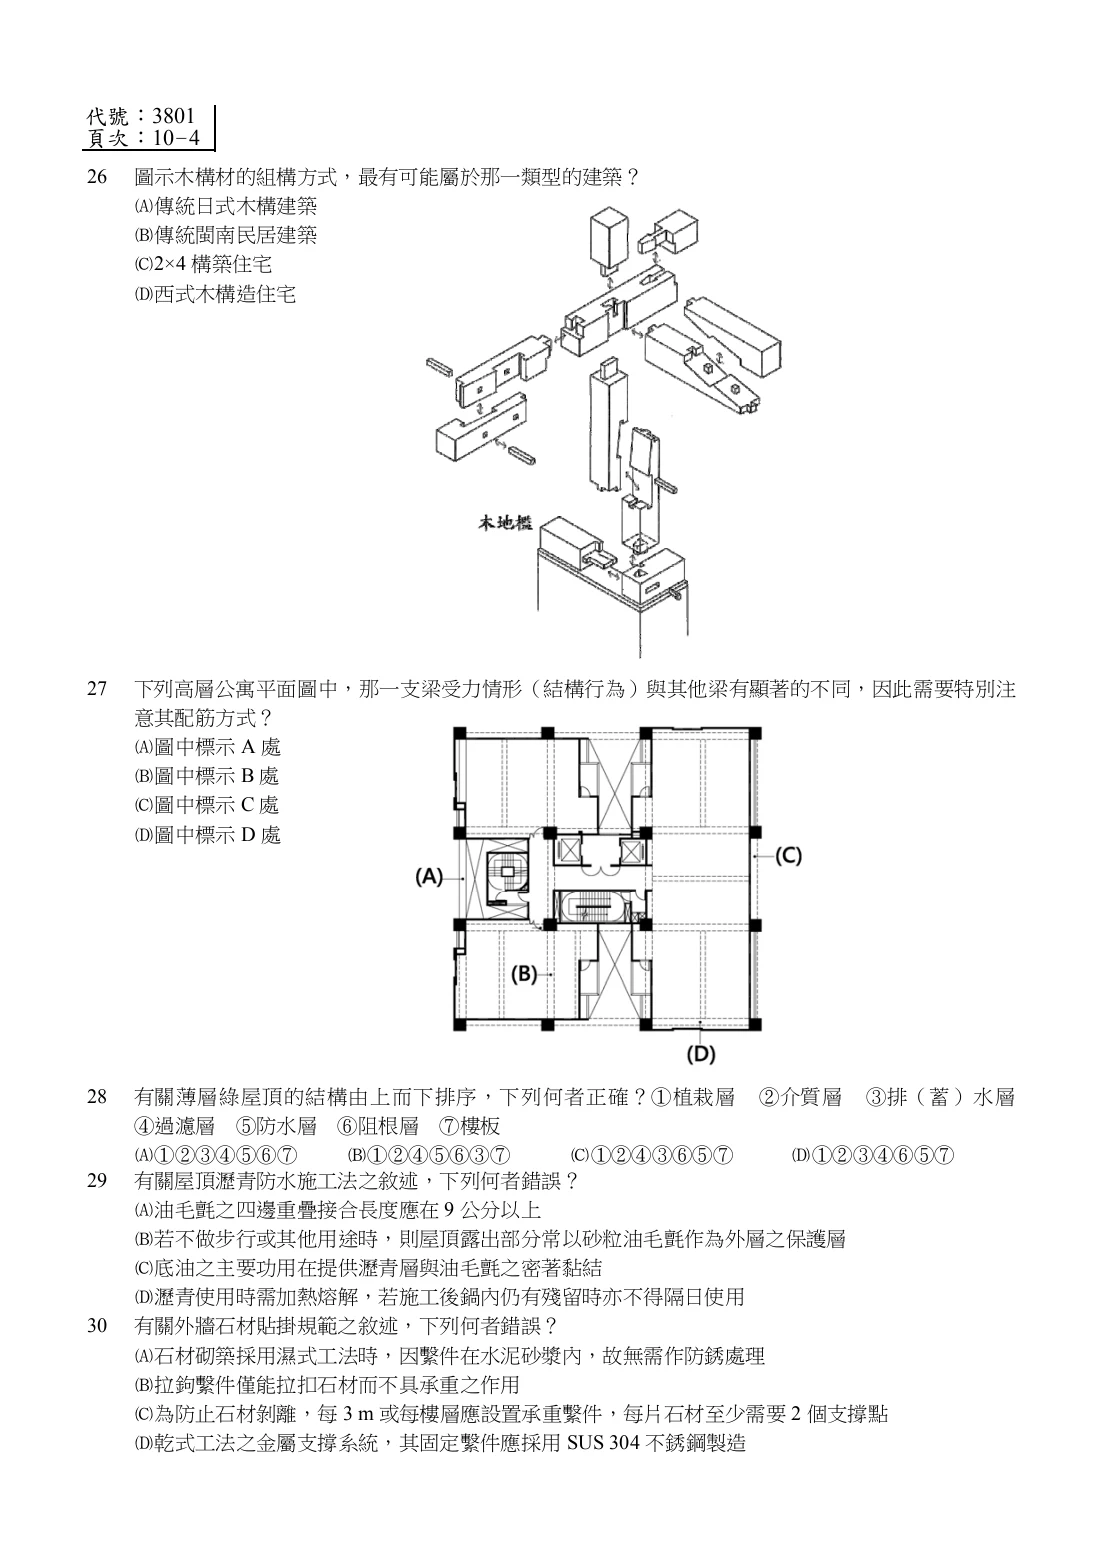 代號：3801
頁次：10-4
26 圖示木構材的組構方式，最有可能屬於那一類型的建築？
(A)傳統日式木構建築
(B)傳統閩南民居建築
(C)2×4 構築住宅
(D)西式木構造住宅
木地檻
27 下列高層公寓平面圖中，那一支梁受力情形（結構行為）與其他梁有顯著的不同，因此需要特別注
意其配筋方式？
(A)圖中標示 A 處
(B)圖中標示 B 處
(C)圖中標示 C 處
(D)圖中標示 D 處
(C)
(A)
(B)
(D)
28 有關薄層綠屋頂的結構由上而下排序，下列何者正確？①植栽層 ②介質層 ③排（蓄）水層
④過濾層 ⑤防水層 ⑥阻根層 ⑦樓板
(A)①②③④⑤⑥⑦ (B)①②④⑤⑥③⑦ (C)①②④③⑥⑤⑦ (D)①②③④⑥⑤⑦
29 有關屋頂瀝青防水施工法之敘述，下列何者錯誤？
(A)油毛氈之四邊重疊接合長度應在 9 公分以上
(B)若不做步行或其他用途時，則屋頂露出部分常以砂粒油毛氈作為外層之保護層
(C)底油之主要功用在提供瀝青層與油毛氈之密著黏結
(D)瀝青使用時需加熱熔解，若施工後鍋內仍有殘留時亦不得隔日使用
30 有關外牆石材貼掛規範之敘述，下列何者錯誤？
(A)石材砌築採用濕式工法時，因繫件在水泥砂漿內，故無需作防銹處理
(B)拉鉤繫件僅能拉扣石材而不具承重之作用
(C)為防止石材剝離，每 3 m 或每樓層應設置承重繫件，每片石材至少需要 2 個支撐點
(D)乾式工法之金屬支撐系統，其固定繫件應採用 SUS 304 不銹鋼製造